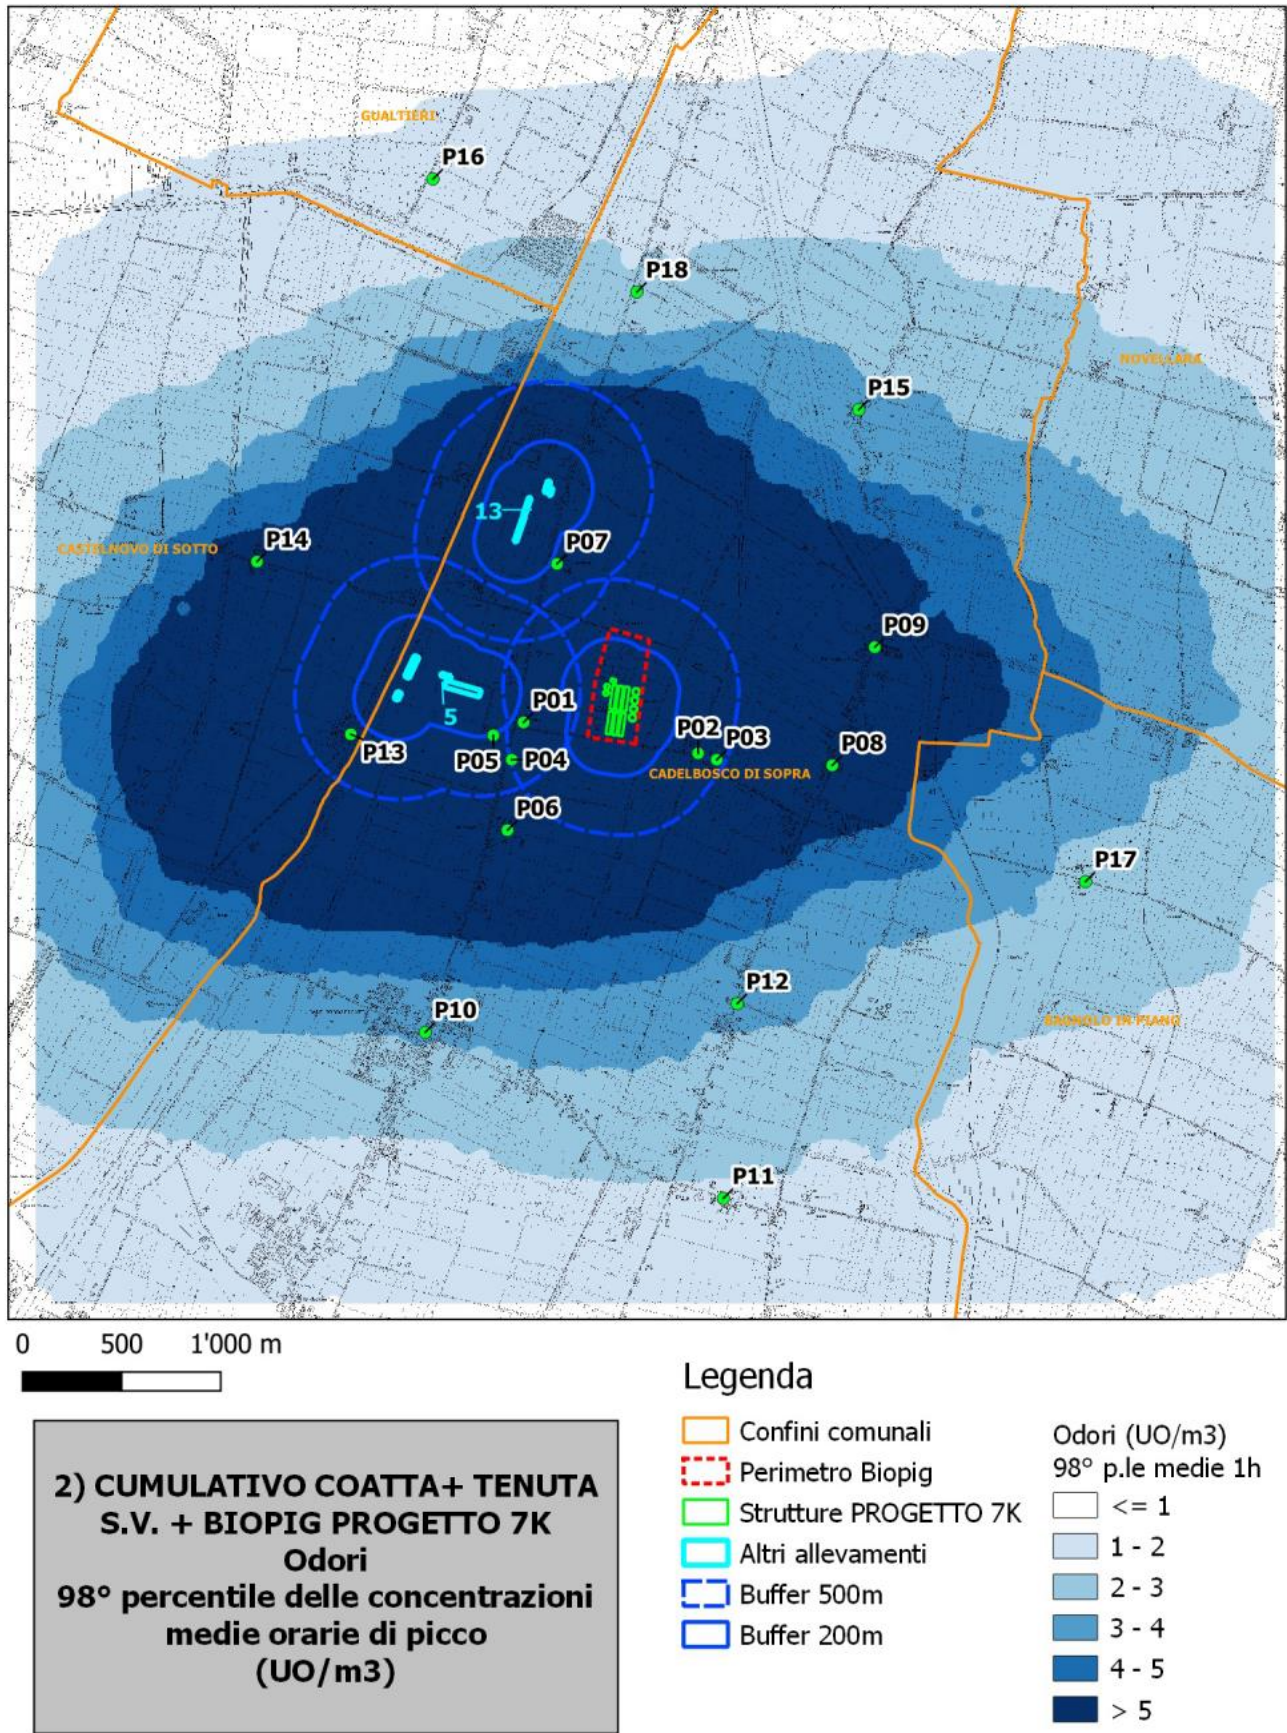 GUALTIERI
P16
P18
NOVELLARA
P15
13
P14
CASTELNOVO DI SOTTO
P07
P09
P01
5
P02
P03
P13
P05
P04
P08
CADELBOSCO DI SOPRA
P06
P17
P12
P10
BAGNOLO IN PIANO
P11
0 500 1'000 m
2) CUMULATIVO COATTA+ TENUTA
S.V. + BIOPIG PROGETTO 7K
Odori
98° percentile delle concentrazioni
medie orarie di picco
(UO/m3)
Legenda
Confini comunali
Perimetro Biopig
Strutture PROGETTO 7K
Altri allevamenti
Buffer 500m
Buffer 200m
Odori (UO/m3)
98° p.le medie 1h
<= 1
1 - 2
2 - 3
3 - 4
4 - 5
> 5